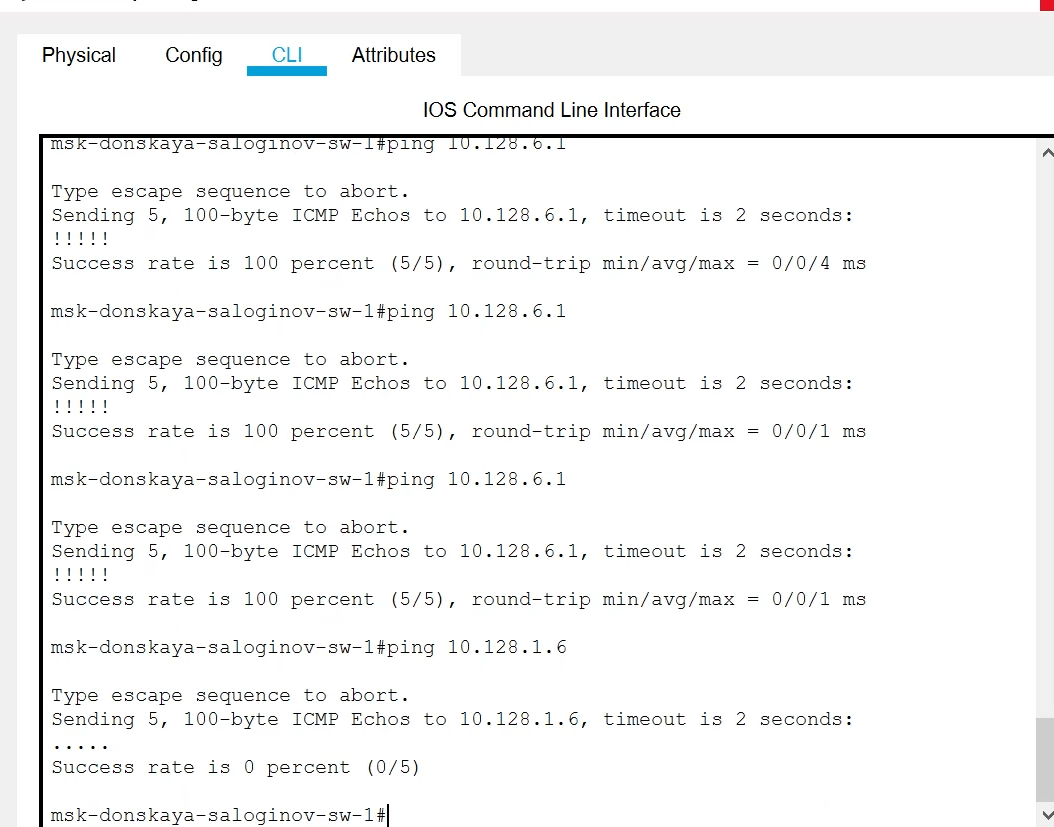 Physical Config CLI Attributes
IOS Command Line Interface
msk-donskaya-saloginov-sw-1#ping 10.128.6.1
Type escape sequence to abort.
Sending 5, 100-byte ICMP Echos to 10.128.6.1, timeout is 2 seconds:
!!!!!
Success rate is 100 percent (5/5), round-trip min/avg/max = 0/0/4 ms
msk-donskaya-saloginov-sw-1#ping 10.128.6.1
Type escape sequence to abort.
Sending 5, 100-byte ICMP Echos to 10.128.6.1, timeout is 2 seconds:
!!!!!
Success rate is 100 percent (5/5), round-trip min/avg/max = 0/0/1 ms
msk-donskaya-saloginov-sw-1#ping 10.128.6.1
Type escape sequence to abort.
Sending 5, 100-byte ICMP Echos to 10.128.6.1, timeout is 2 seconds:
!!!!!
Success rate is 100 percent (5/5), round-trip min/avg/max = 0/0/1 ms
msk-donskaya-saloginov-sw-1#ping 10.128.1.6
Type escape sequence to abort.
Sending 5, 100-byte ICMP Echos to 10.128.1.6, timeout is 2 seconds:
.....
Success rate is 0 percent (0/5)
msk-donskaya-saloginov-sw-1#